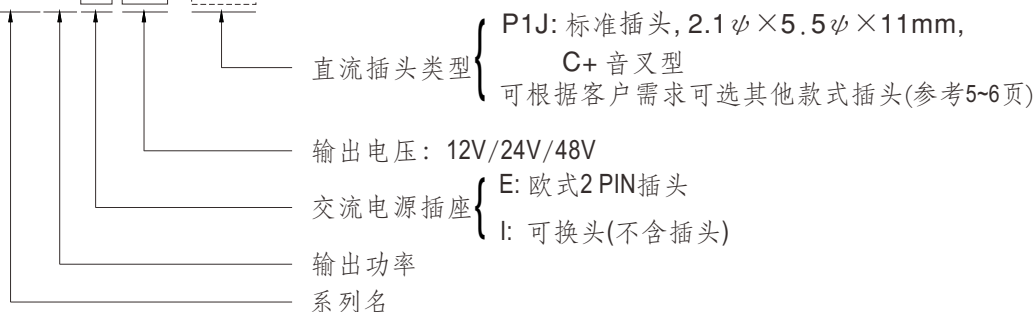 P1J: 标准插头, 2.1ψ×5.5ψ×11mm,
C+ 音叉型
直流插头类型
可根据客户需求可选其他款式插头(参考5~6页)
输出电压: 12V/24V/48V
E: 欧式2 PIN插头
交流电源插座
I: 可换头(不含插头)
输出功率
系列名